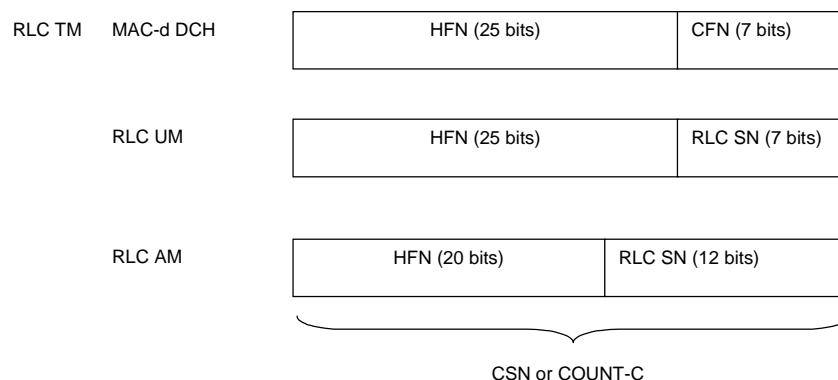 RLC TM MAC-d DCH HFN (25 bits) CFN (7 bits)
RLC UM HFN (25 bits) RLC SN (7 bits)
RLC AM HFN (20 bits) RLC SN (12 bits)
CSN or COUNT-C